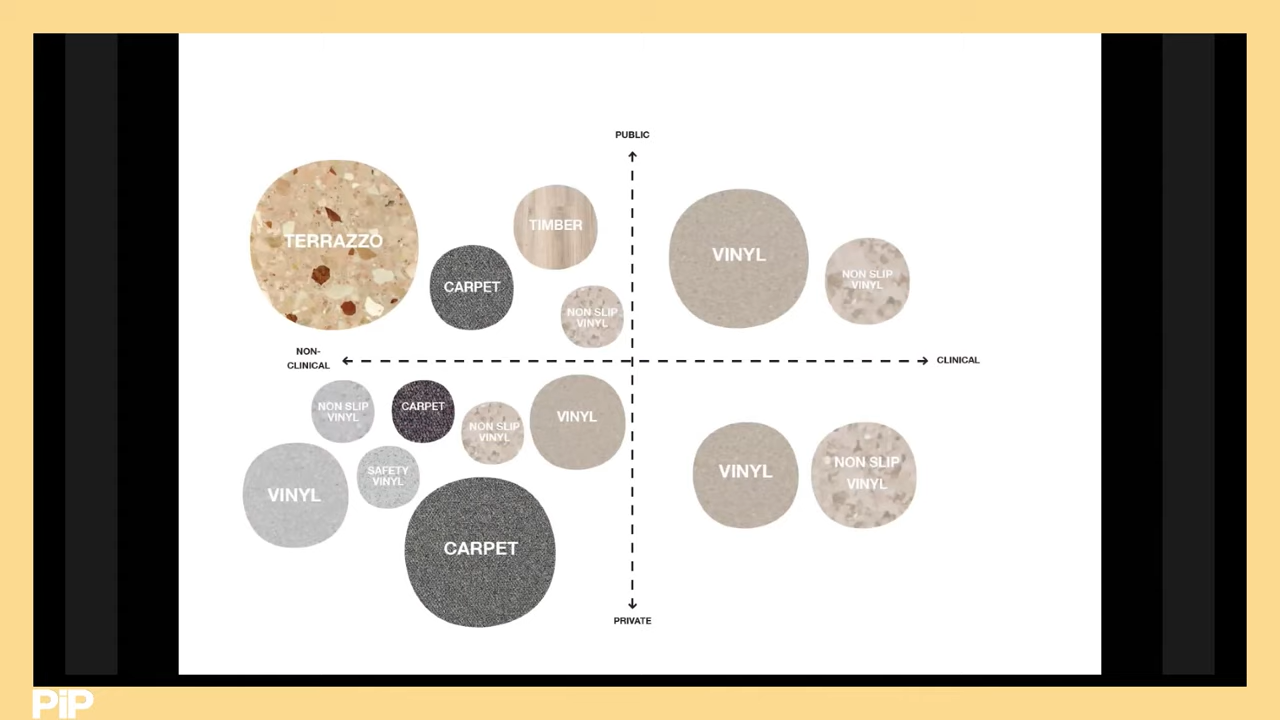 PUBLIC
TERRAZZO
TIMBER
CARPET
NON SLIP
VINYL
VINYL
NON SLIP
VINYL
NON-
CLINICAL
CLINICAL
NON SLIP
VINYL
CARPET
NON SLIP
VINYL
VINYL
VINYL
SAFETY
VINYL
CARPET
VINYL
NON SLIP
VINYL
PRIVATE
PiP